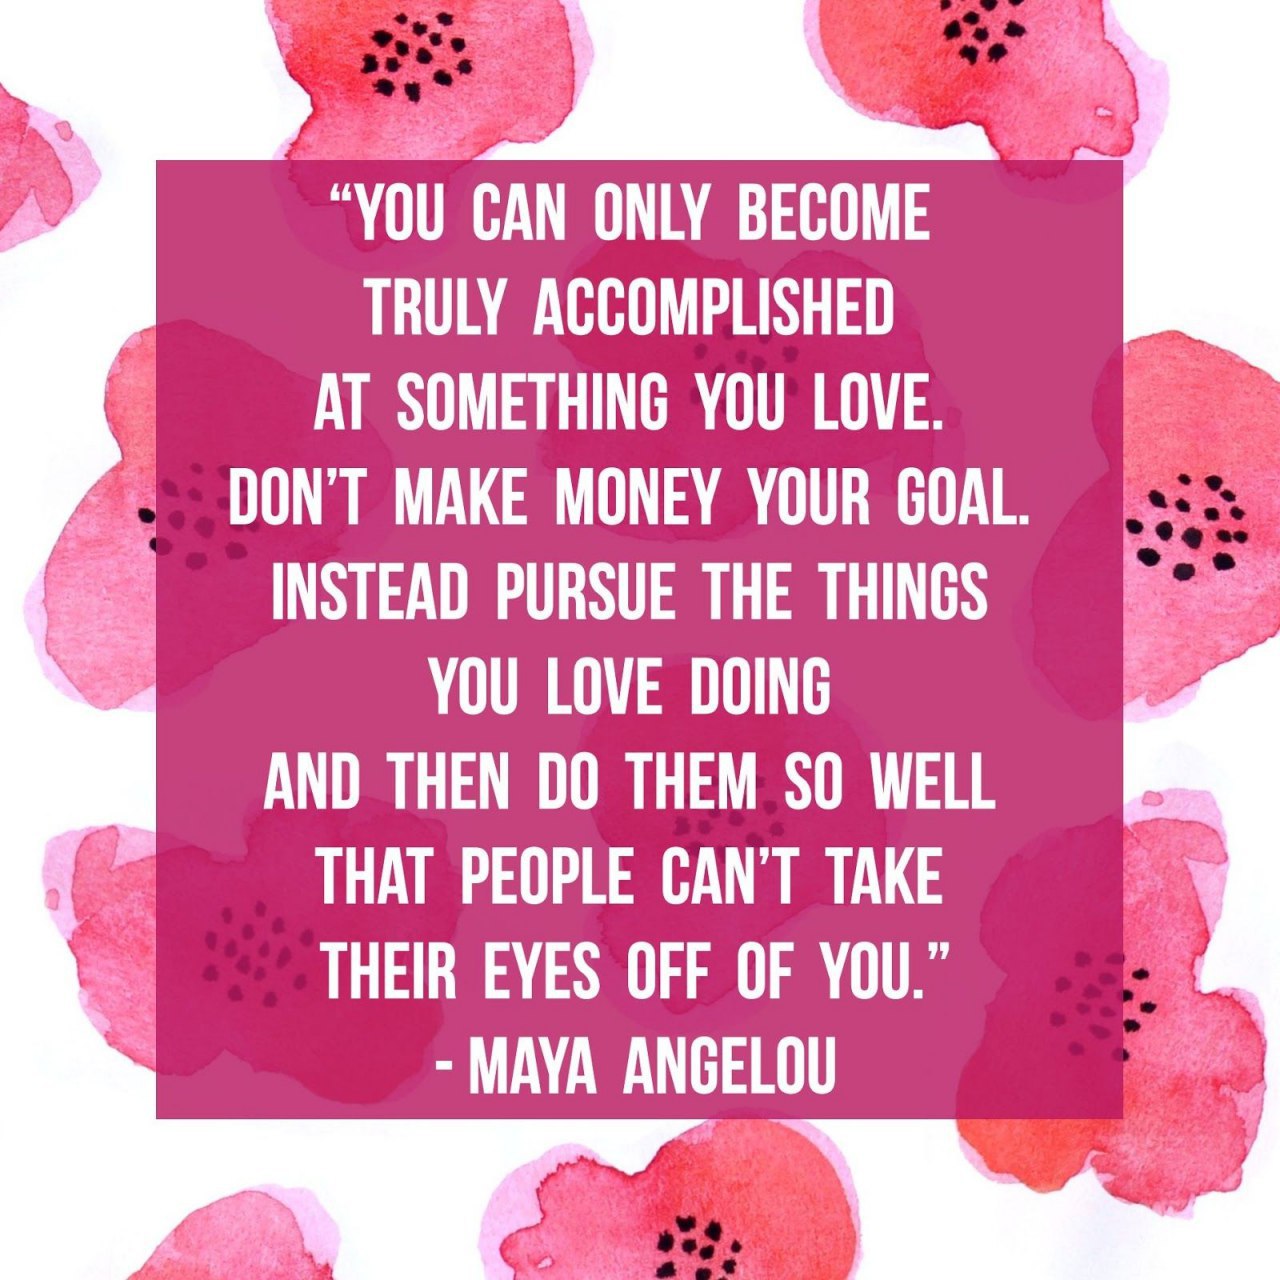 “YOU CAN ONLY BECOME
TRULY ACCOMPLISHED
AT SOMETHING YOU LOVE.
DON’T MAKE MONEY YOUR GOAL.
INSTEAD PURSUE THE THINGS
YOU LOVE DOING
AND THEN DO THEM SO WELL
THAT PEOPLE CAN’T TAKE
THEIR EYES OFF OF YOU.”
- MAYA ANGELOU